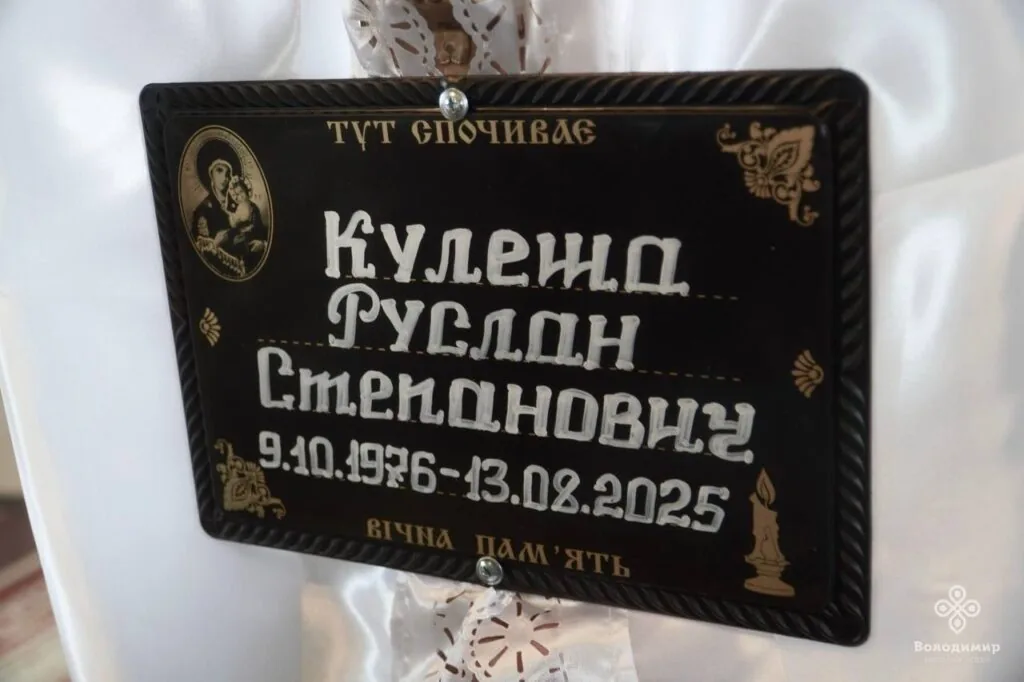 ТУТ СПОЧИВАЄ
Кулеша
Руслан
Степанович
9.10.1976-13.08.2025
ВІЧНА ПАМ'ЯТЬ
Володимир